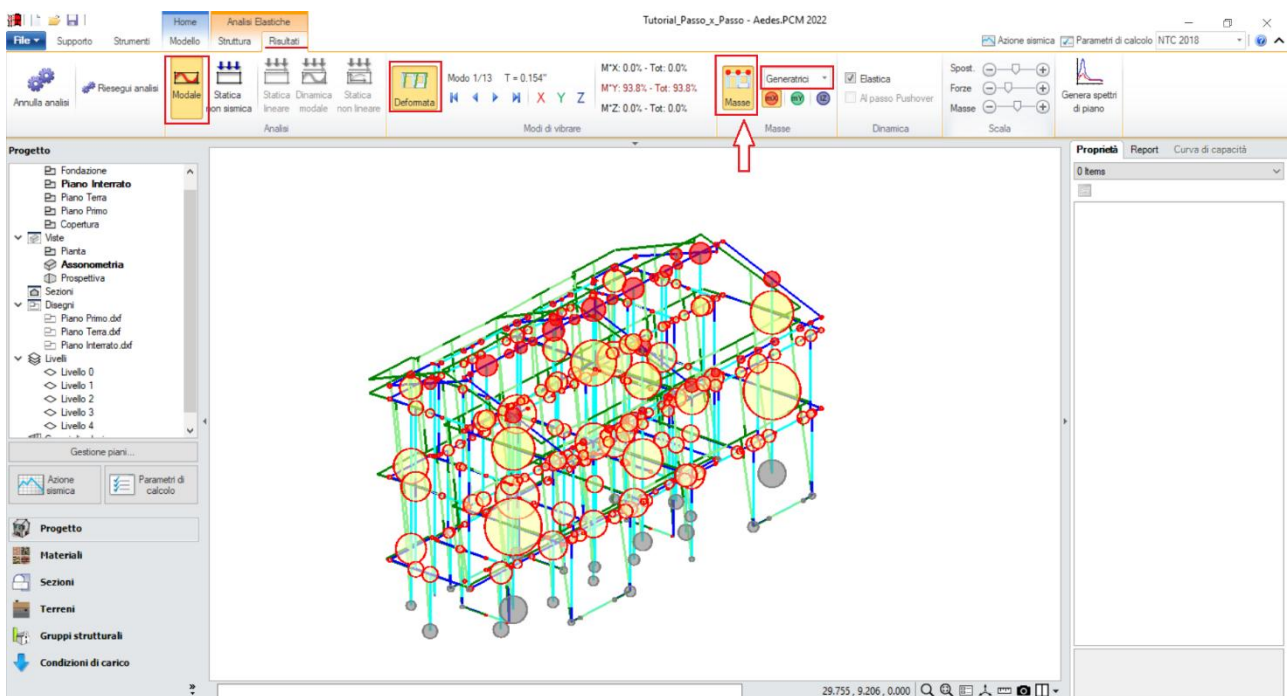 Home
Analisi Elastiche
Tutorial_Passo_x_Passo - Aedes.PCM 2022
File
Supporto
Strumenti
Modello
Struttura
Risultati
Azione sismica
Parametri di calcolo
NTC 2018
Annulla analisi
Riesegui analisi
Modale
Statica
non sismica
Statica
lineare
Dinamica
modale
Statica
non lineare
Analisi
Deformata
Modo 1/13 T = 0.154"
X Y Z
M*X: 0.0% - Tot: 0.0%
M*Y: 93.8% - Tot: 93.8%
M*Z: 0.0% - Tot: 0.0%
Modi di vibrare
Masse
Generatrici
mX mY IZ
Masse
Elastica
Al passo Pushover
Dinamica
Spost.
Forze
Masse
Scala
Genera spettri
di piano
Progetto
Fondazione
Piano Interrato
Piano Terra
Piano Primo
Copertura
Viste
Pianta
Assonometria
Prospettiva
Sezioni
Disegni
Piano Primo.dxf
Piano Terra.dxf
Piano Interrato.dxf
Livelli
Livello 0
Livello 1
Livello 2
Livello 3
Livello 4
Gestione piani...
Azione
sismica
Parametri di
calcolo
Progetto
Materiali
Sezioni
Terreni
Gruppi strutturali
Condizioni di carico
Proprietà
Report
Curva di capacità
0 Items
29.755 , 9.206 , 0.000